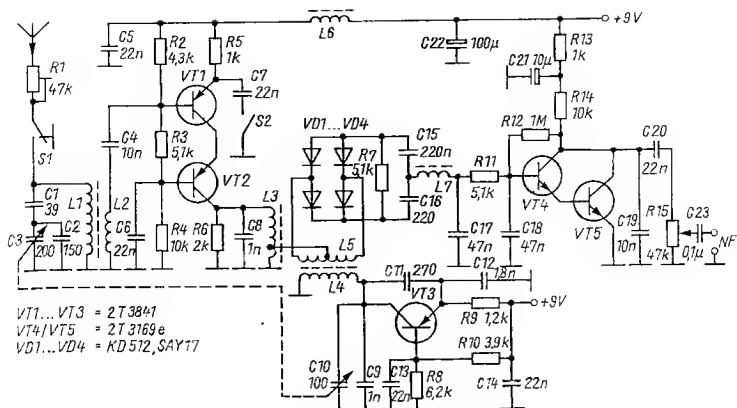 +9V
L6
C5
22n
R2
4,3k
R5
1k
C22
100µ
R13
1k
C21 10µ
R1
47k
VT1
C7
22n
S2
VD1...VD4
C15
220n
R12 1M
R14
10k
C20
22n
S1
C4
10n
R3
5,1k
VT2
R7
5,1k
L7
R11
5,1k
VT4
VT5
C1
39
L1
L2
L3
C16
220
C3
200
C2
150
C6
22n
R4
10k
R6
2k
C8
1n
L5
C17
47n
C18
47n
C19
10n
R15
47k
C23
0,1µ
NF
L4
C11 270
C12
1,8n
VT3
+9V
R9 1,2k
R10 3,9k
VT1...VT3 = 2T3841
VT4/VT5 = 2T3169e
VD1...VD4 = KD512, SAY17
C10
100
C9
1n
C13
22n
R8
6,2k
C14
22n